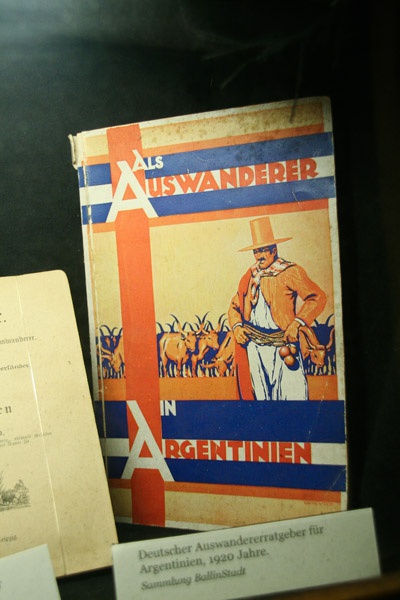 ALS
AUSWANDERER
IN
ARGENTINIEN
Deutscher Auswandererratgeber für
Argentinien, 1920 Jahre.
Sammlung BallinStadt